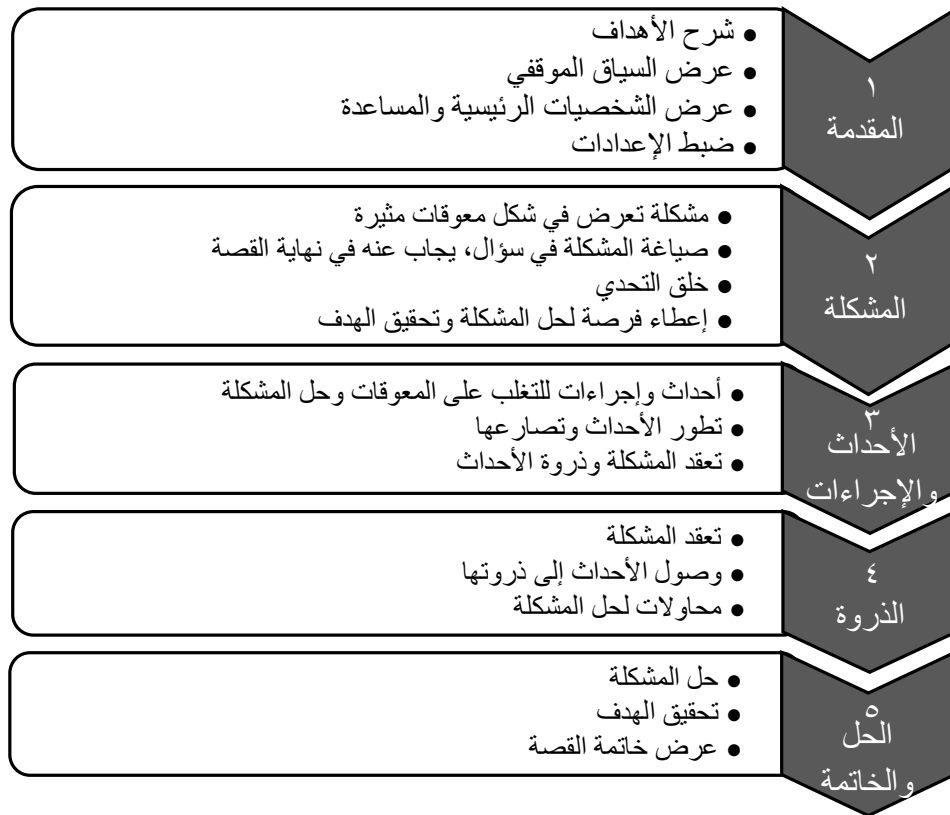 ١
المقدمة
● شرح الأهداف
● عرض السياق الموقفي
● عرض الشخصيات الرئيسية والمساعدة
● ضبط الإعدادات
٢
المشكلة
● مشكلة تعرض في شكل معوقات مثيرة
● صياغة المشكلة في سؤال، يجاب عنه في نهاية القصة
● خلق التحدي
● إعطاء فرصة لحل المشكلة وتحقيق الهدف
٣
الأحداث
والإجراءات
● أحداث وإجراءات للتغلب على المعوقات وحل المشكلة
● تطور الأحداث وتصارعها
● تعقد المشكلة وذروة الأحداث
٤
الذروة
● تعقد المشكلة
● وصول الأحداث إلى ذروتها
● محاولات لحل المشكلة
٥
الحل
والخاتمة
● حل المشكلة
● تحقيق الهدف
● عرض خاتمة القصة